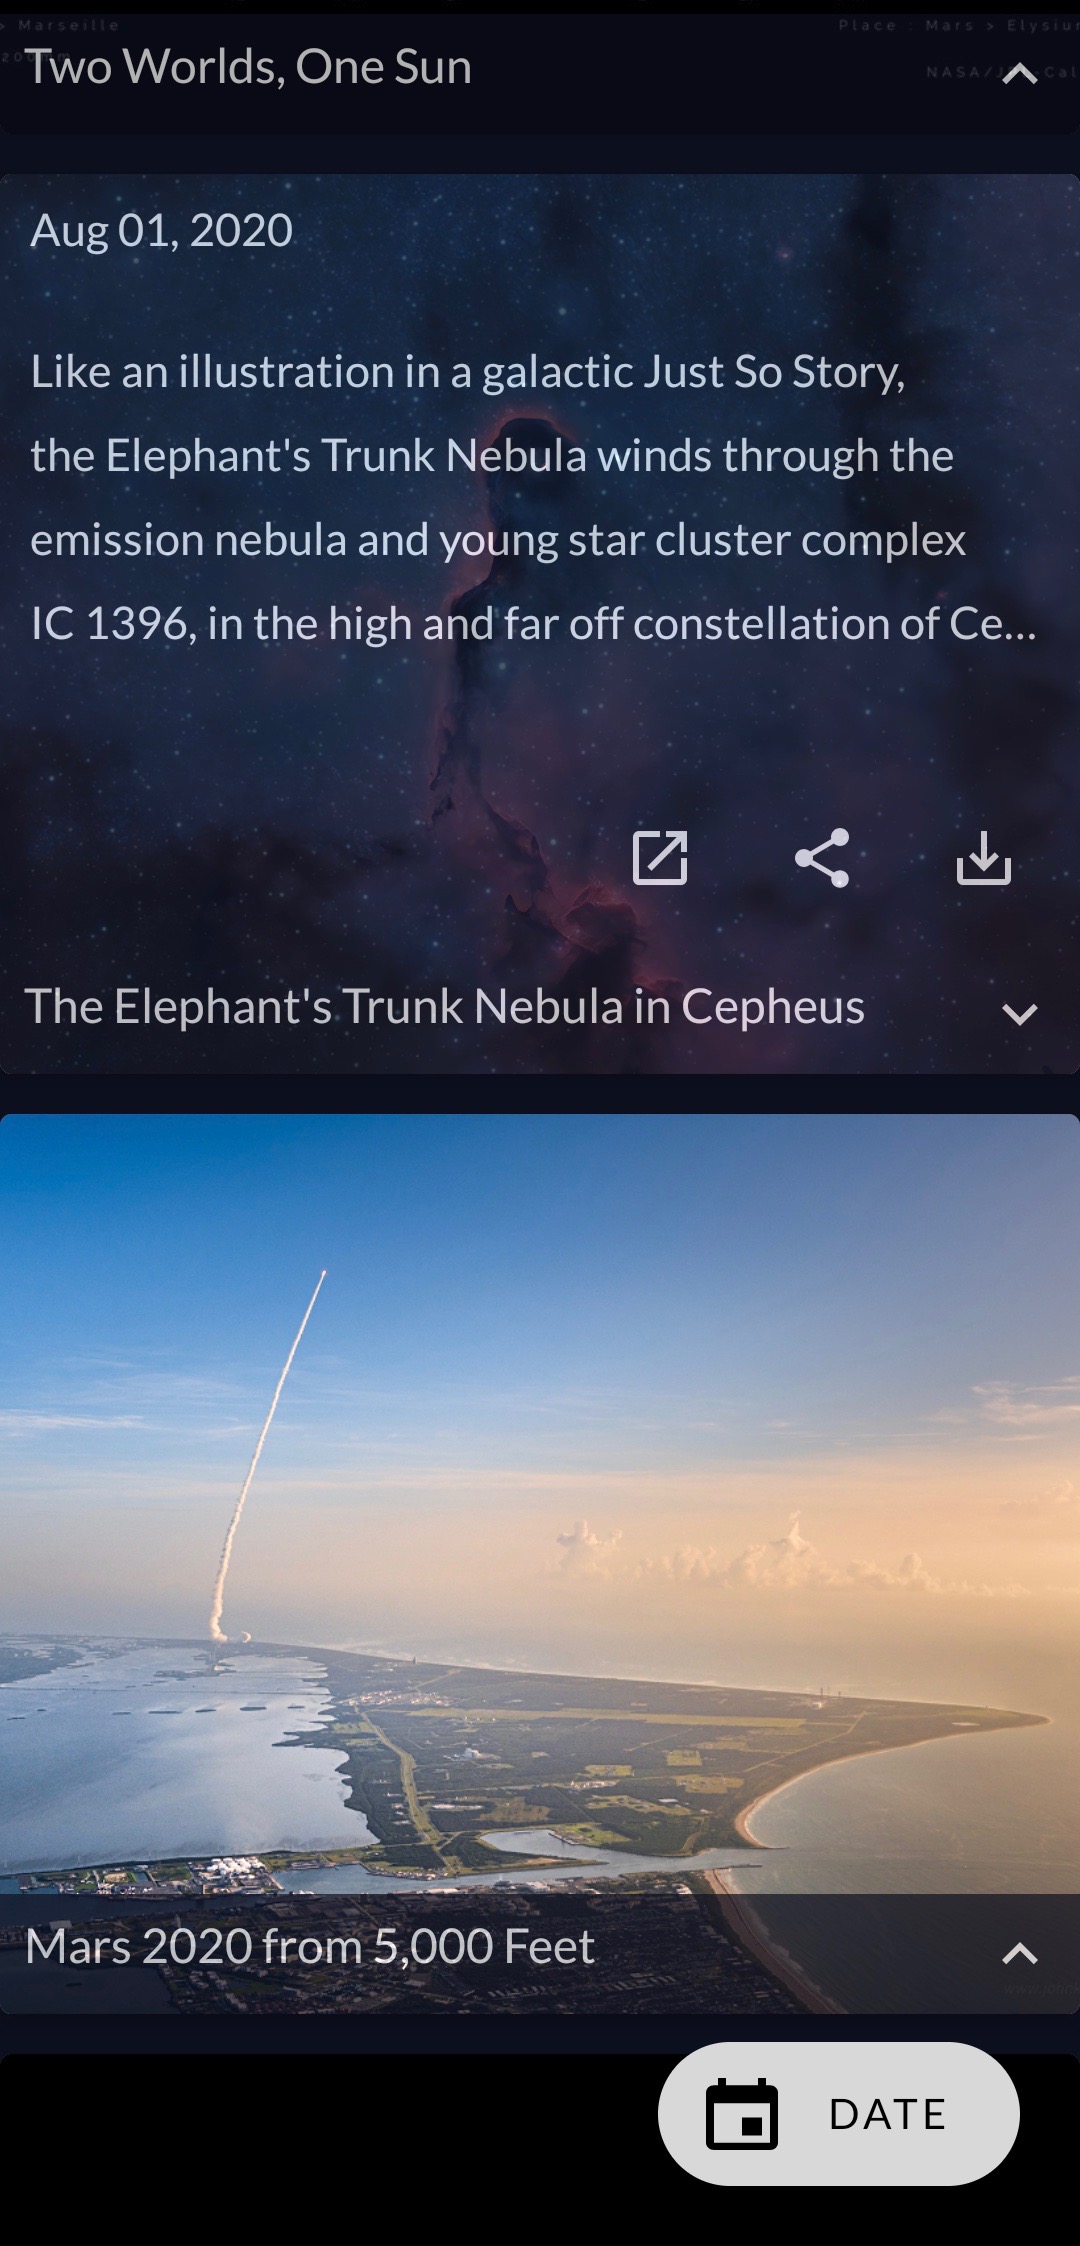 > Marseille
Place : Mars > Elysiu
200mm
Two Worlds, One Sun
Aug 01, 2020
Like an illustration in a galactic Just So Story,
the Elephant's Trunk Nebula winds through the
emission nebula and young star cluster complex
IC 1396, in the high and far off constellation of Ce...
The Elephant's Trunk Nebula in Cepheus
Mars 2020 from 5,000 Feet
DATE